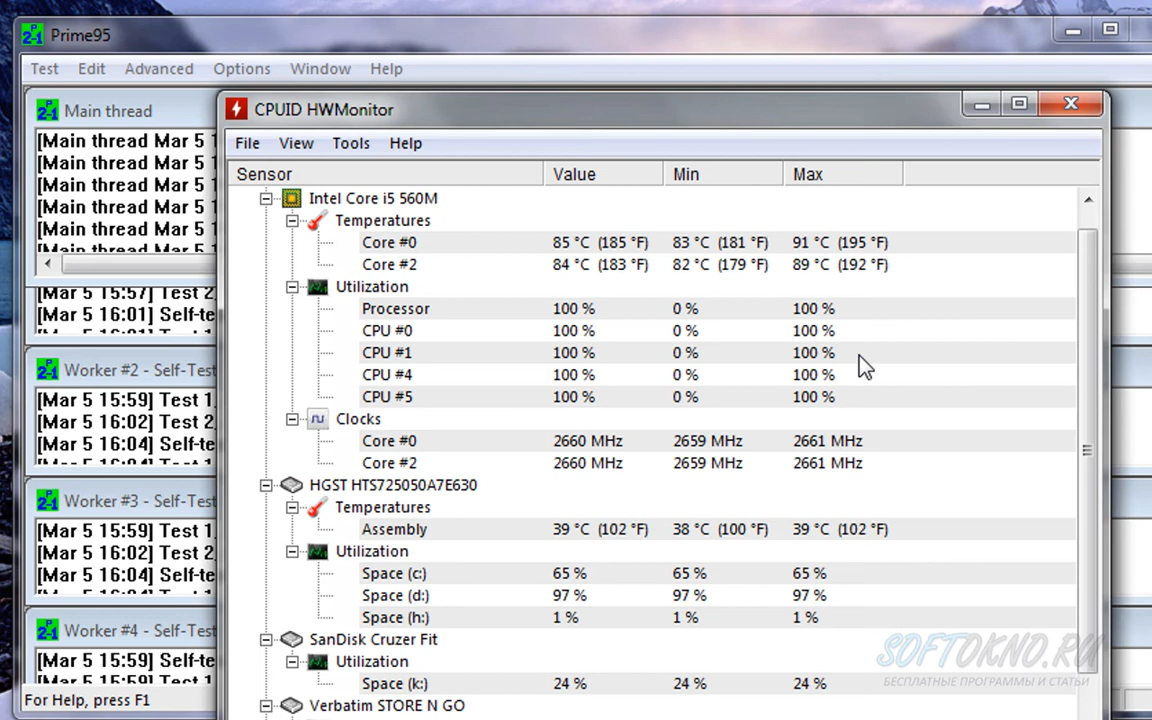 Prime95
Test Edit Advanced Options Window Help
Main thread
[Main thread Mar 5 1
[Main thread Mar 5 1
[Main thread Mar 5 1
[Main thread Mar 5 1
[Main thread Mar 5 1
[Main thread Mar 5 1
[Mar 5 15:57] Test 2,
[Mar 5 16:01] Self-te
Worker #2 - Self-Test
[Mar 5 15:59] Test 1,
[Mar 5 16:02] Test 2,
[Mar 5 16:04] Self-te
Worker #3 - Self-Test
[Mar 5 15:59] Test 1,
[Mar 5 16:02] Test 2,
[Mar 5 16:04] Self-te
Worker #4 - Self-Test
[Mar 5 15:59] Self-te
For Help, press F1
CPUID HWMonitor
File View Tools Help
Sensor Value Min Max
Intel Core i5 560M
Temperatures
Core #0 85 °C (185 °F) 83 °C (181 °F) 91 °C (195 °F)
Core #2 84 °C (183 °F) 82 °C (179 °F) 89 °C (192 °F)
Utilization
Processor 100 % 0 % 100 %
CPU #0 100 % 0 % 100 %
CPU #1 100 % 0 % 100 %
CPU #4 100 % 0 % 100 %
CPU #5 100 % 0 % 100 %
Clocks
Core #0 2660 MHz 2659 MHz 2661 MHz
Core #2 2660 MHz 2659 MHz 2661 MHz
HGST HTS725050A7E630
Temperatures
Assembly 39 °C (102 °F) 38 °C (100 °F) 39 °C (102 °F)
Utilization
Space (c:) 65 % 65 % 65 %
Space (d:) 97 % 97 % 97 %
Space (h:) 1 % 1 % 1 %
SanDisk Cruzer Fit
Utilization
Space (k:) 24 % 24 % 24 %
Verbatim STORE N GO
SOFTOKNO.RU
БЕСПЛАТНЫЕ ПРОГРАММЫ И СТАТЬИ